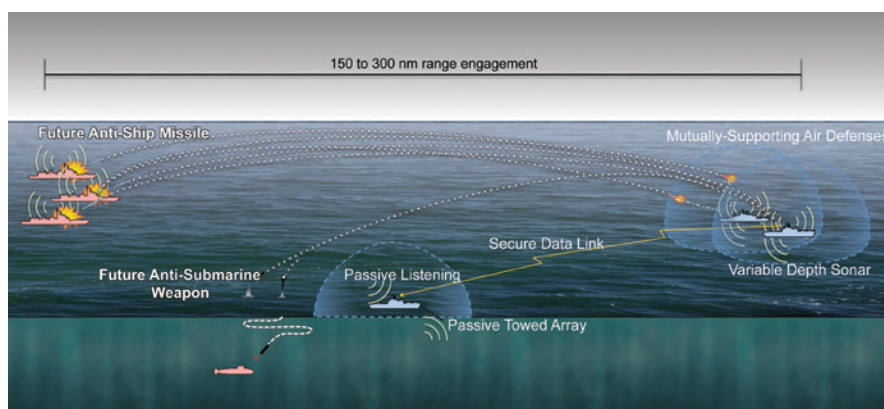 150 to 300 nm range engagement
Future Anti-Ship Missile
Mutually-Supporting Air Defenses
Secure Data Link
Future Anti-Submarine
Weapon
Passive Listening
Variable Depth Sonar
Passive Towed Array